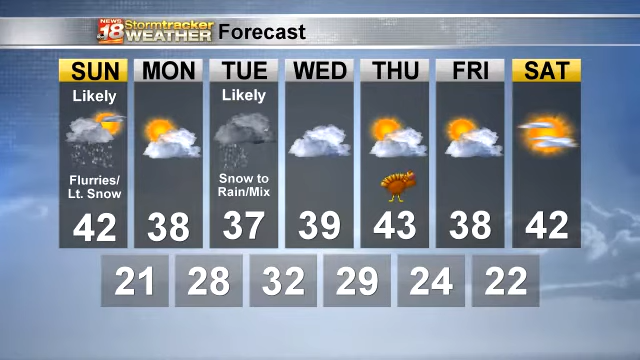 NEWS 18 Stormtracker WEATHER Forecast
SUN MON TUE WED THU FRI SAT
Likely Likely
Flurries/ Lt. Snow
Snow to Rain/Mix
42 38 37 39 43 38 42
21 28 32 29 24 22